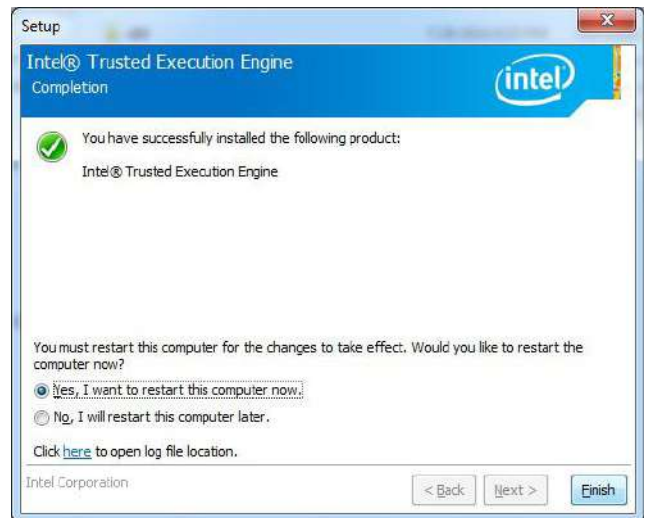 Setup
Intel® Trusted Execution Engine
Completion
intel
You have successfully installed the following product:
Intel® Trusted Execution Engine
You must restart this computer for the changes to take effect. Would you like to restart the
computer now?
Yes, I want to restart this computer now.
No, I will restart this computer later.
Click here to open log file location.
Intel Corporation
< Back Next > Finish